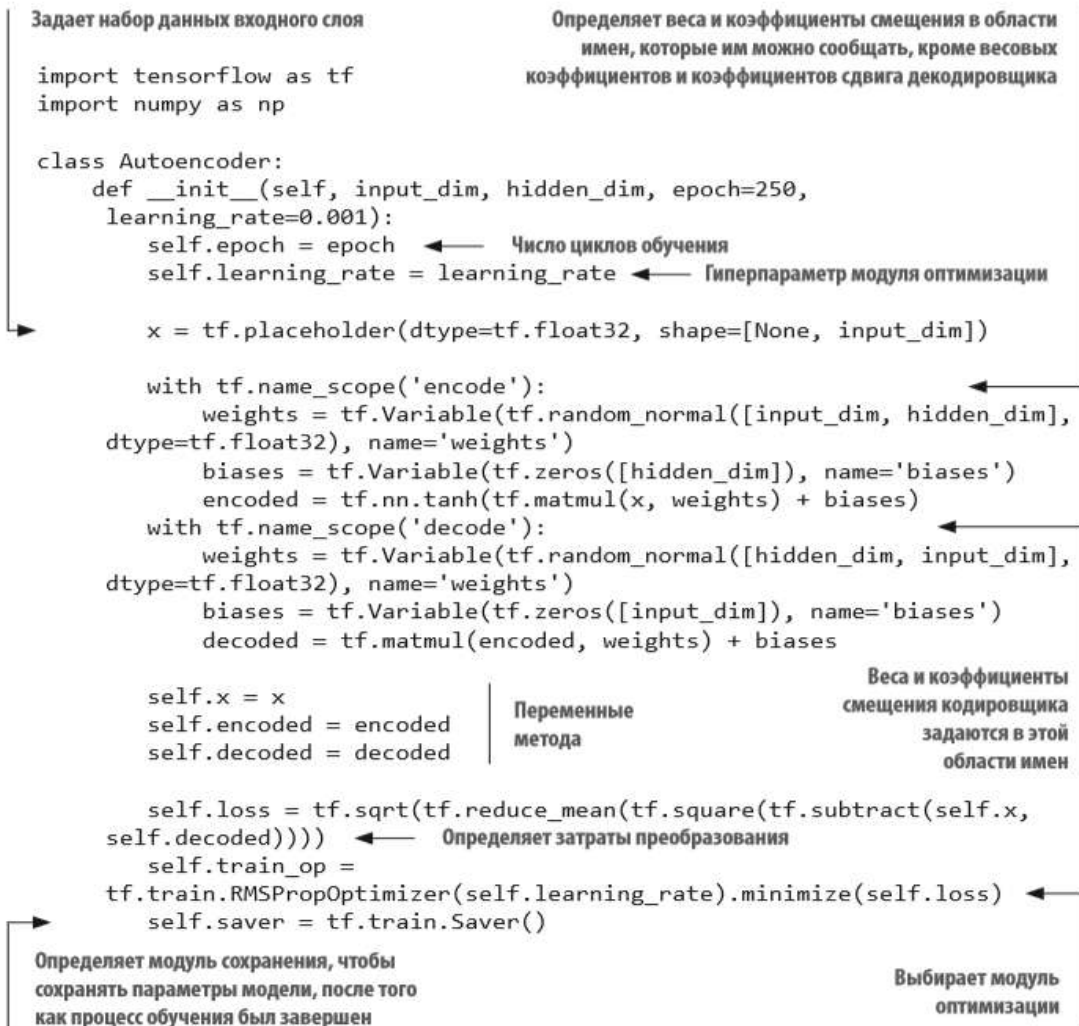 Задает набор данных входного слоя
Определяет веса и коэффициенты смещения в области
имен, которые им можно сообщать, кроме весовых
коэффициентов и коэффициентов сдвига декодировщика
import tensorflow as tf
import numpy as np
class Autoencoder:
def __init__(self, input_dim, hidden_dim, epoch=250,
learning_rate=0.001):
self.epoch = epoch Число циклов обучения
self.learning_rate = learning_rate Гиперпараметр модуля оптимизации
x = tf.placeholder(dtype=tf.float32, shape=[None, input_dim])
with tf.name_scope('encode'):
weights = tf.Variable(tf.random_normal([input_dim, hidden_dim],
dtype=tf.float32), name='weights')
biases = tf.Variable(tf.zeros([hidden_dim]), name='biases')
encoded = tf.nn.tanh(tf.matmul(x, weights) + biases)
with tf.name_scope('decode'):
weights = tf.Variable(tf.random_normal([hidden_dim, input_dim],
dtype=tf.float32), name='weights')
biases = tf.Variable(tf.zeros([input_dim]), name='biases')
decoded = tf.matmul(encoded, weights) + biases
self.x = x
self.encoded = encoded
self.decoded = decoded
Переменные
метода
Веса и коэффициенты
смещения кодировщика
задаются в этой
области имен
self.loss = tf.sqrt(tf.reduce_mean(tf.square(tf.subtract(self.x,
self.decoded)))) Определяет затраты преобразования
self.train_op =
tf.train.RMSPropOptimizer(self.learning_rate).minimize(self.loss)
self.saver = tf.train.Saver()
Определяет модуль сохранения, чтобы
сохранять параметры модели, после того
как процесс обучения был завершен
Выбирает модуль
оптимизации